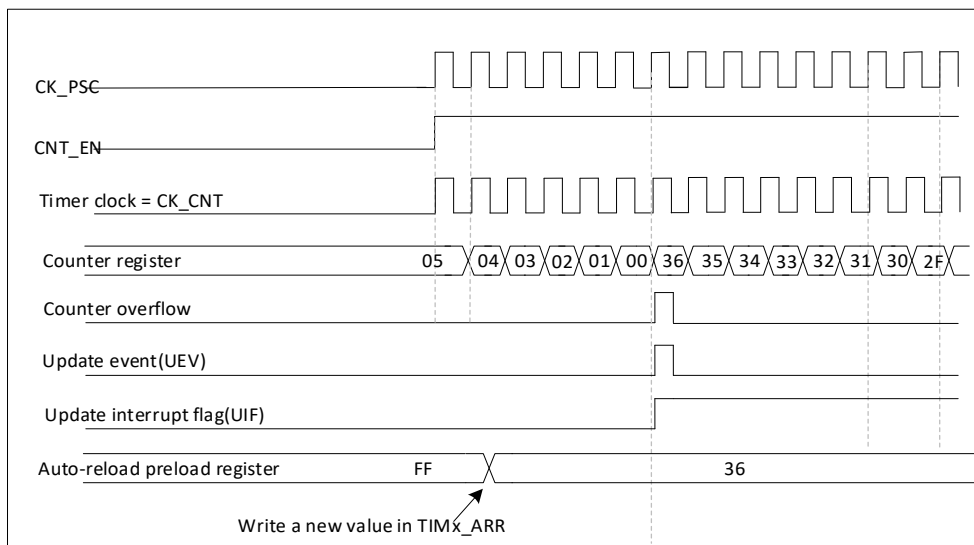 CK_PSC
CNT_EN
Timer clock = CK_CNT
Counter register 05 04 03 02 01 00 36 35 34 33 32 31 30 2F
Counter overflow
Update event(UEV)
Update interrupt flag(UIF)
Auto-reload preload register FF 36
Write a new value in TIMx_ARR